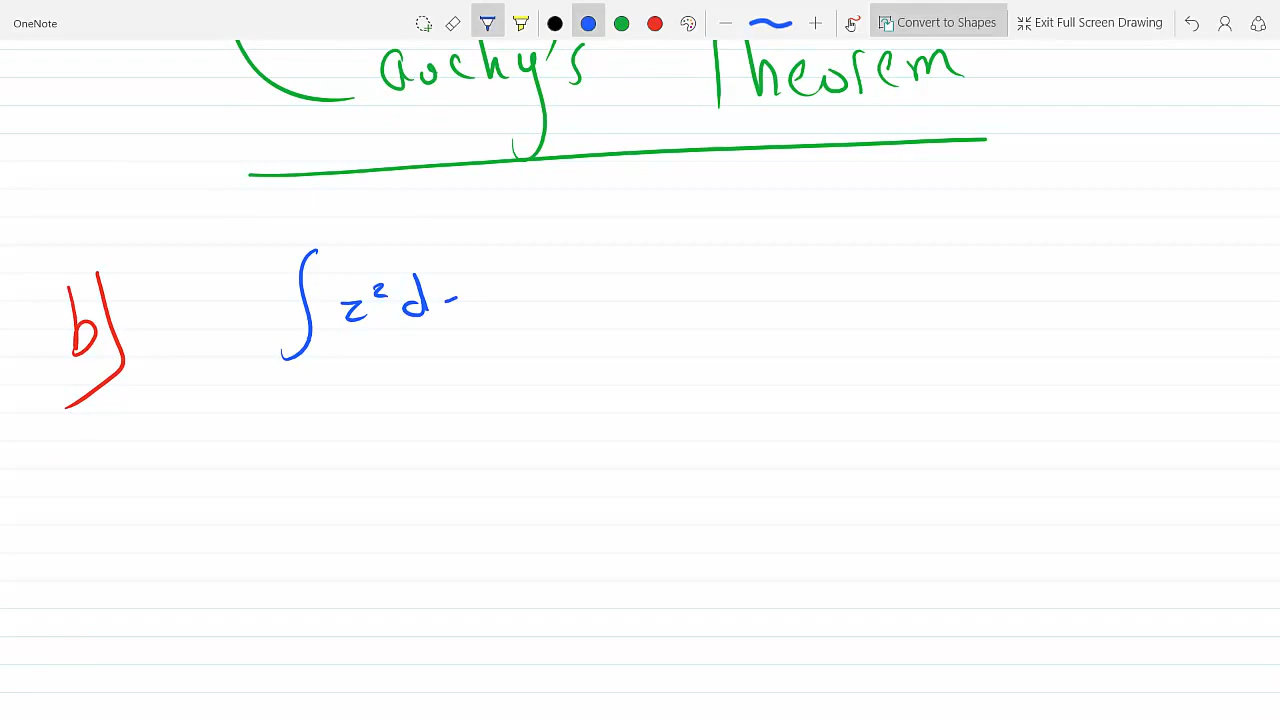 OneNote
Convert to Shapes
Exit Full Screen Drawing
Cauchy's Theorem
b) ∫ z² d